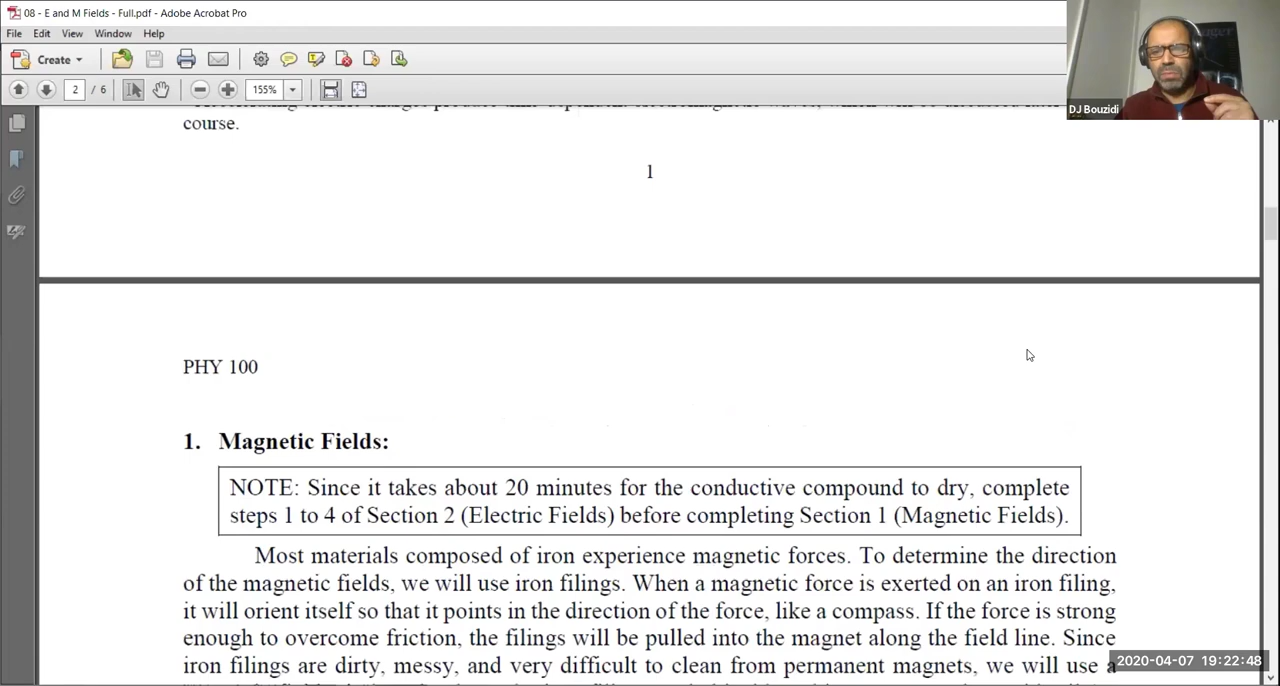 08 - E and M Fields - Full.pdf - Adobe Acrobat Pro
File Edit View Window Help
Create
2 / 6 155%
DJ Bouzidi
course.
1
PHY 100
1. Magnetic Fields:
NOTE: Since it takes about 20 minutes for the conductive compound to dry, complete
steps 1 to 4 of Section 2 (Electric Fields) before completing Section 1 (Magnetic Fields).
Most materials composed of iron experience magnetic forces. To determine the direction
of the magnetic fields, we will use iron filings. When a magnetic force is exerted on an iron filing,
it will orient itself so that it points in the direction of the force, like a compass. If the force is strong
enough to overcome friction, the filings will be pulled into the magnet along the field line. Since
iron filings are dirty, messy, and very difficult to clean from permanent magnets, we will use a
2020-04-07 19:22:48